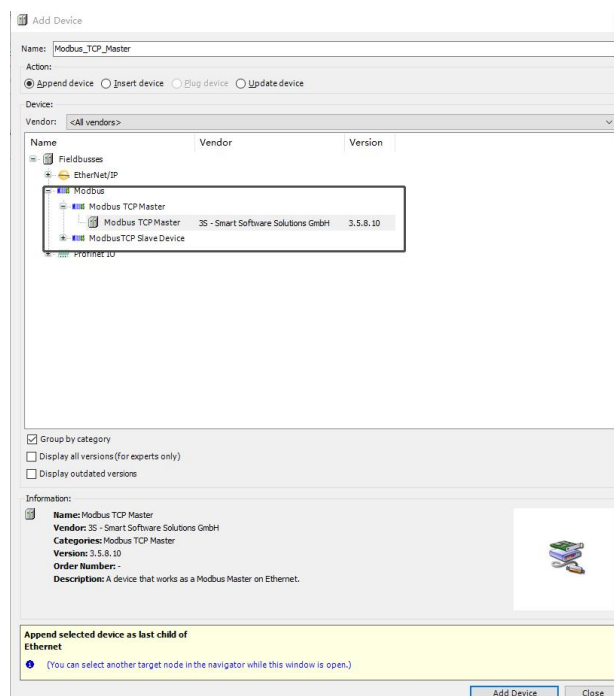 Add Device
Name: Modbus_TCP_Master
Action:
Append device Insert device Plug device Update device
Device:
Vendor: <All vendors>
Name Vendor Version
Fieldbusses
EtherNet/IP
Modbus
Modbus TCP Master
Modbus TCP Master 3S - Smart Software Solutions GmbH 3.5.8.10
ModbusTCP Slave Device
Profinet IO
Group by category
Display all versions (for experts only)
Display outdated versions
Information:
Name: Modbus TCP Master
Vendor: 3S - Smart Software Solutions GmbH
Categories: Modbus TCP Master
Version: 3.5.8.10
Order Number: -
Description: A device that works as a Modbus Master on Ethernet.
Append selected device as last child of
Ethernet
(You can select another target node in the navigator while this window is open.)
Add Device Close